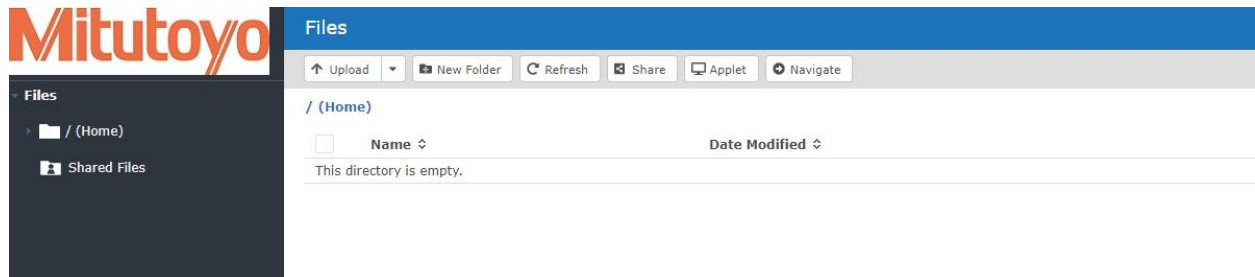 Mitutoyo
Files
/ (Home)
Shared Files
Files
Upload New Folder Refresh Share Applet Navigate
/ (Home)
Name Date Modified
This directory is empty.